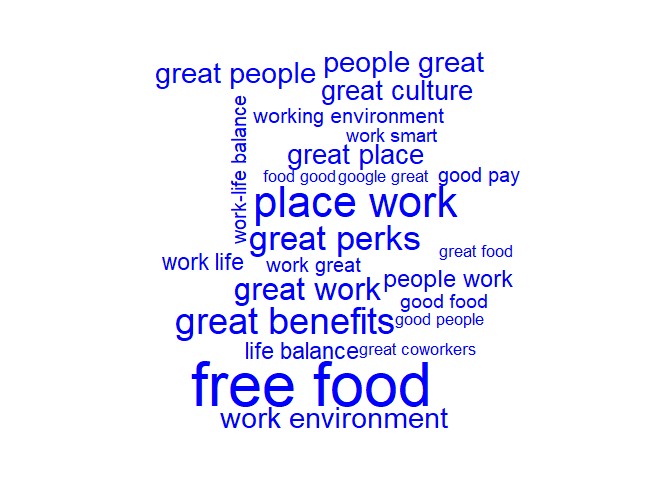 people great
great people
great culture
working environment
work smart
great place
work-life balance
food good
google great
good pay
place work
great perks
great food
work life
work great
people work
great work
good food
great benefits
good people
life balance
great coworkers
free food
work environment